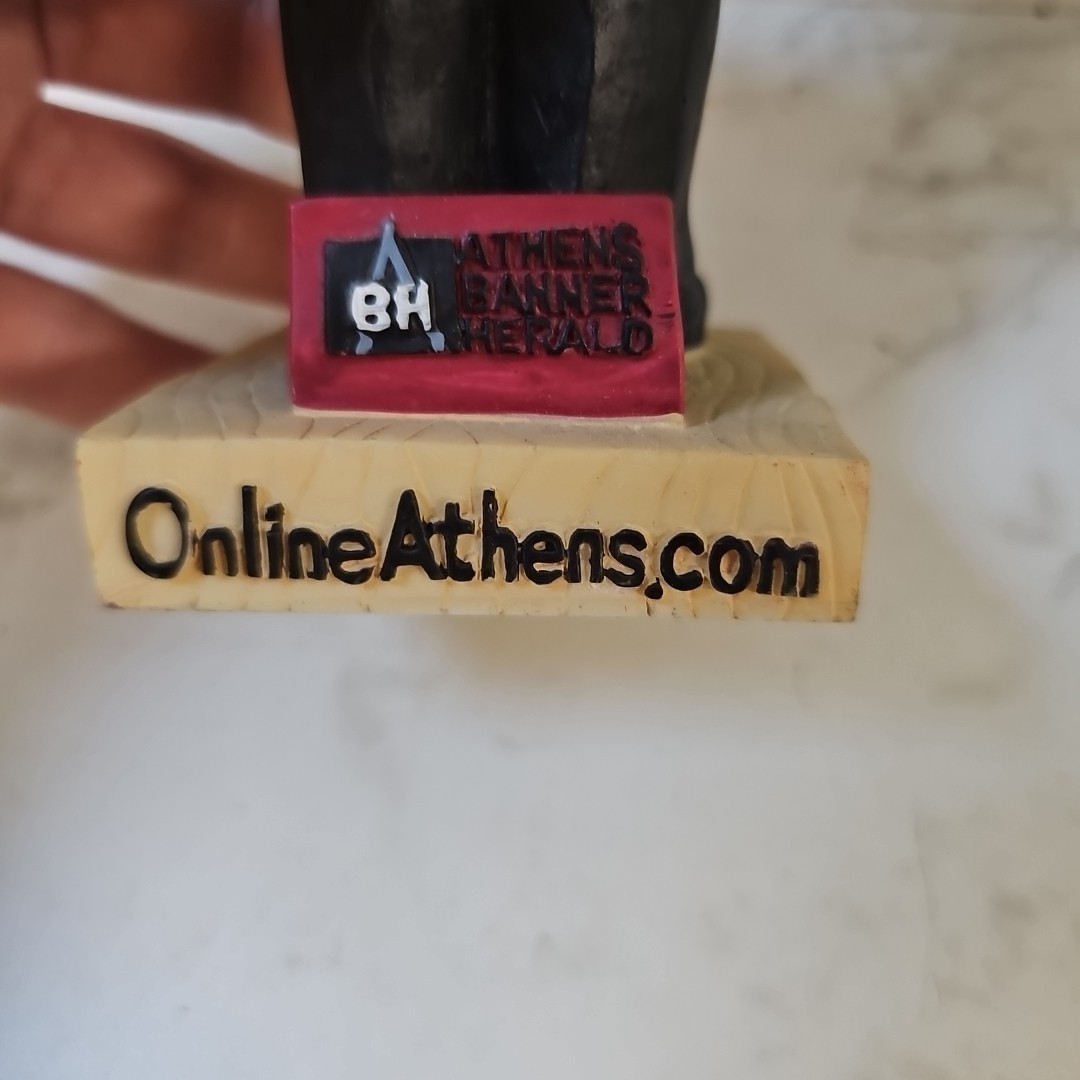 A
BH
ATHENS
BANNER
HERALD
OnlineAthens.com